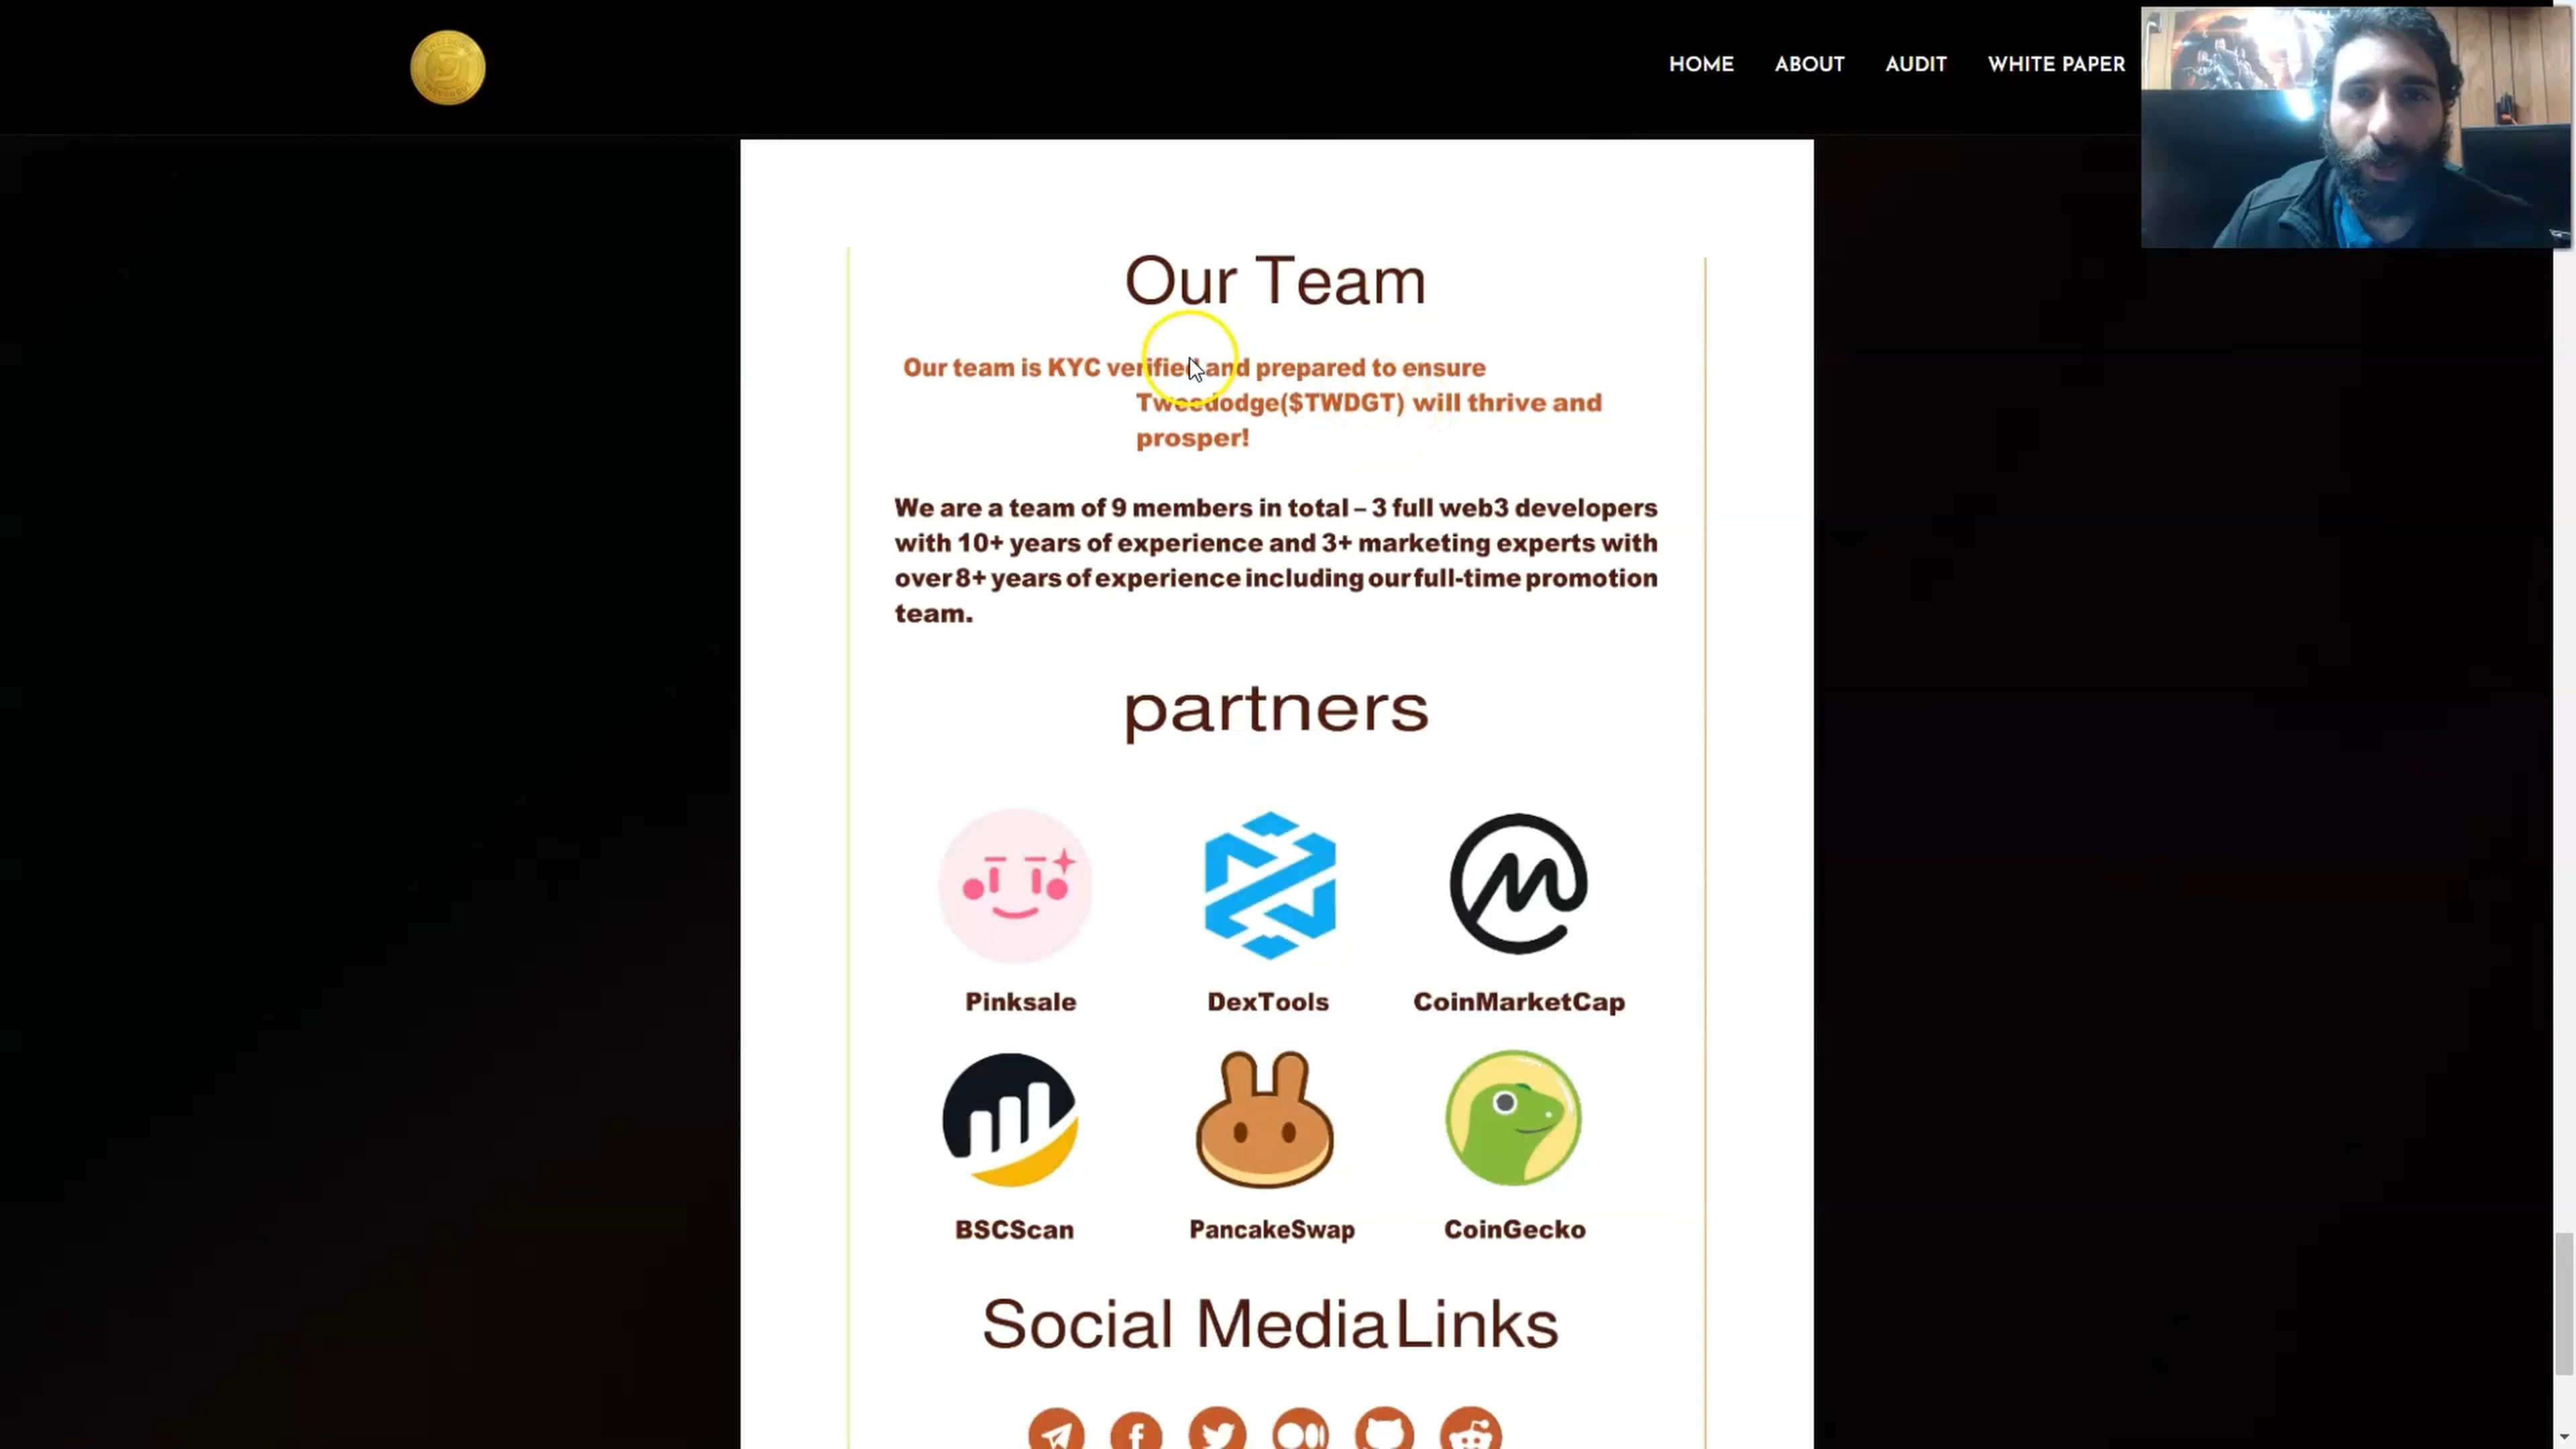 HOME ABOUT AUDIT WHITE PAPER
Our Team
Our team is KYC verified and prepared to ensure
Tweedodge($TWDGT) will thrive and
prosper!
We are a team of 9 members in total – 3 full web3 developers
with 10+ years of experience and 3+ marketing experts with
over 8+ years of experience including our full-time promotion
team.
partners
Pinksale DexTools CoinMarketCap
BSCScan PancakeSwap CoinGecko
Social Media Links